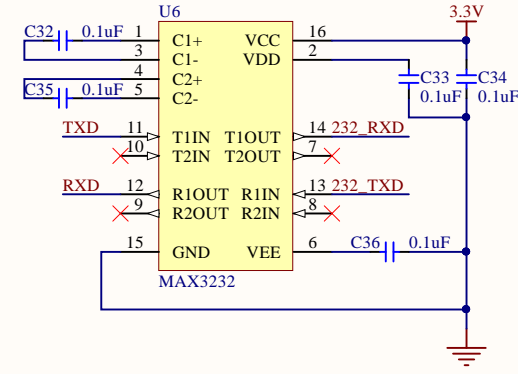 U6
3.3V
C32
0.1uF
1
C1+
VCC
16
3
C1-
VDD
2
4
C2+
C35
0.1uF
5
C2-
C33
0.1uF
C34
0.1uF
TXD
11
T1IN
T1OUT
14
232_RXD
10
T2IN
T2OUT
7
RXD
12
R1OUT
R1IN
13
232_TXD
9
R2OUT
R2IN
8
15
GND
VEE
6
C36
0.1uF
MAX3232